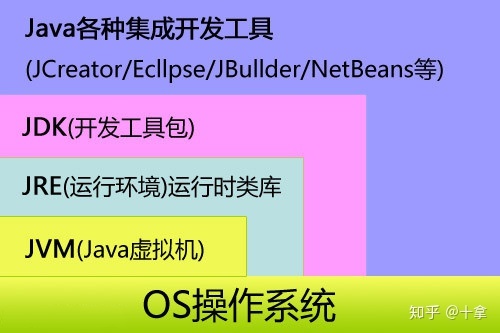 Java各种集成开发工具
(JCreator/Ecllpse/JBullder/NetBeans等)
JDK(开发工具包)
JRE(运行环境)运行时类库
JVM(Java虚拟机)
OS操作系统
知乎 @十拿